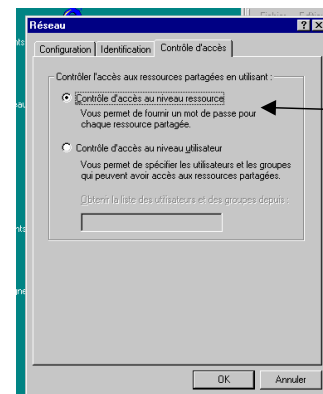 Fichier Edition
Réseau
Configuration Identification Contrôle d'accès
Contrôler l'accès aux ressources partagées en utilisant :
Contrôle d'accès au niveau ressource
Vous permet de fournir un mot de passe pour
chaque ressource partagée.
Contrôle d'accès au niveau utilisateur
Vous permet de spécifier les utilisateurs et les groupes
qui peuvent avoir accès aux ressources partagées.
Obtenir la liste des utilisateurs et des groupes depuis :
OK Annuler